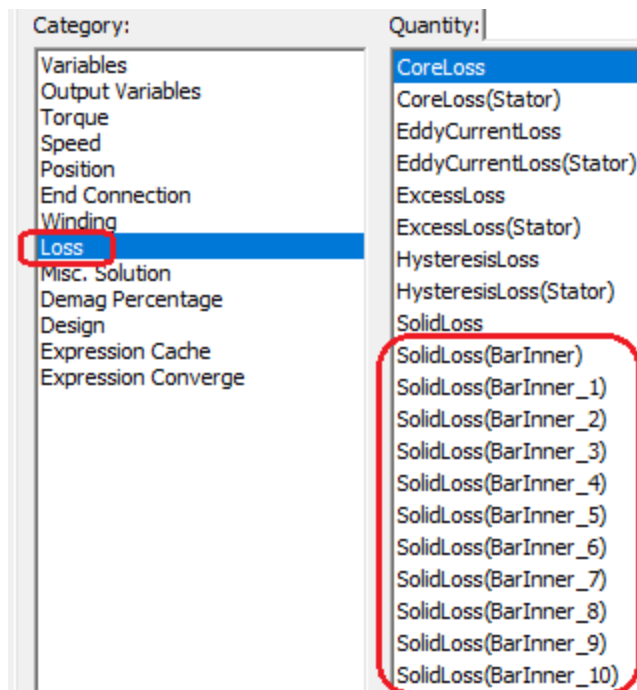 Category:
Variables
Output Variables
Torque
Speed
Position
End Connection
Winding
Loss
Misc. Solution
Demag Percentage
Design
Expression Cache
Expression Converge
Quantity:
CoreLoss
CoreLoss(Stator)
EddyCurrentLoss
EddyCurrentLoss(Stator)
ExcessLoss
ExcessLoss(Stator)
HysteresisLoss
HysteresisLoss(Stator)
SolidLoss
SolidLoss(BarInner)
SolidLoss(BarInner_1)
SolidLoss(BarInner_2)
SolidLoss(BarInner_3)
SolidLoss(BarInner_4)
SolidLoss(BarInner_5)
SolidLoss(BarInner_6)
SolidLoss(BarInner_7)
SolidLoss(BarInner_8)
SolidLoss(BarInner_9)
SolidLoss(BarInner_10)